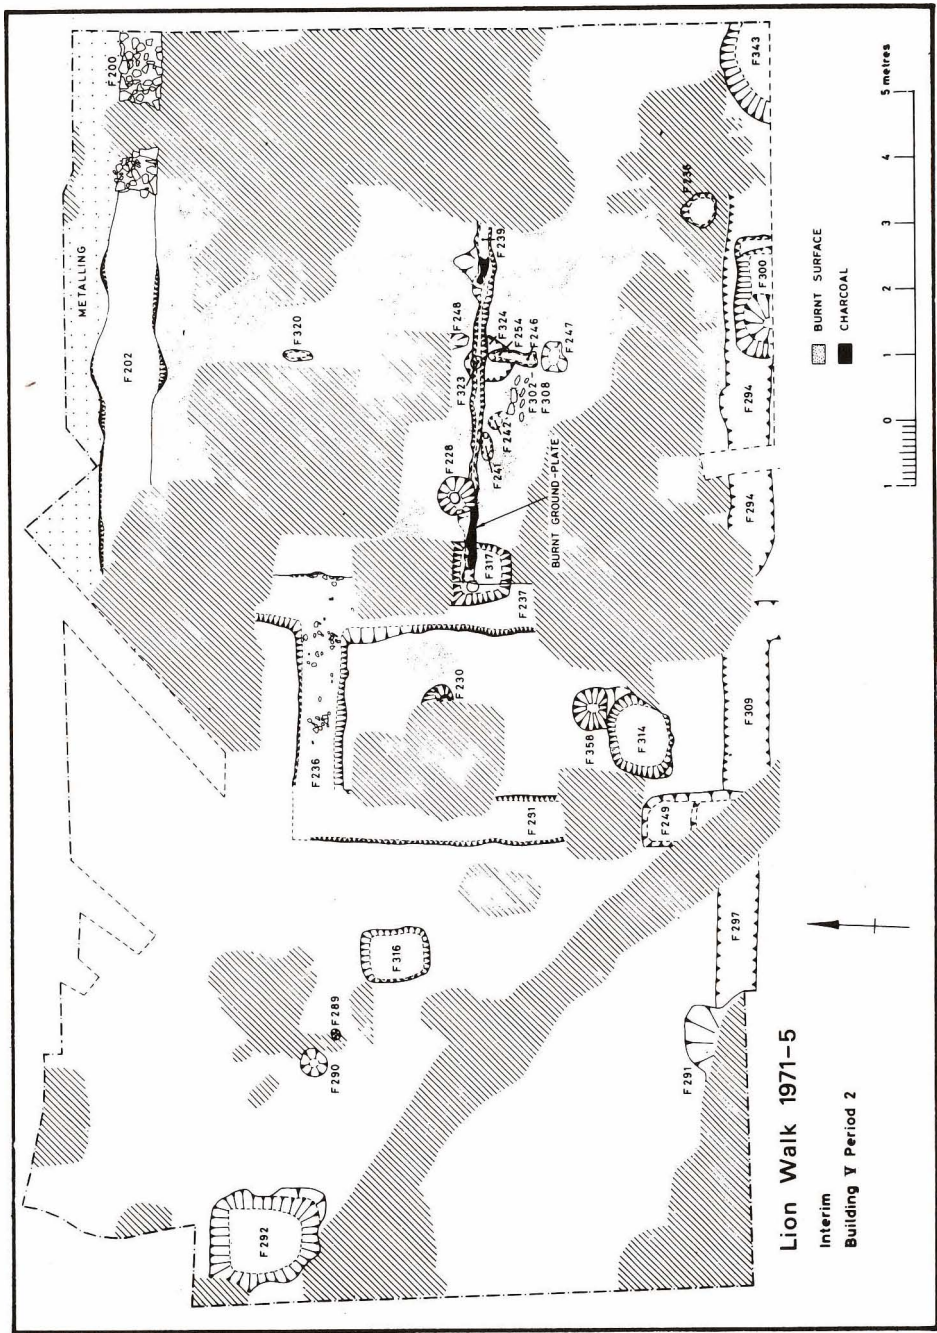 F200
F343
METALLING
F202
F320
F248
F323
F239
F324
F254
F246
F247
F302-
F308
F242
F241
F228
F317
F237
BURNT GROUND-PLATE
F300
F294
F294
F309
F230
F236
F358
F314
F291
F249
F316
F289
F290
F297
F291
F292
BURNT SURFACE
CHARCOAL
1 0 1 2 3 4 5 metres
Lion Walk 1971-5
Interim
Building V Period 2